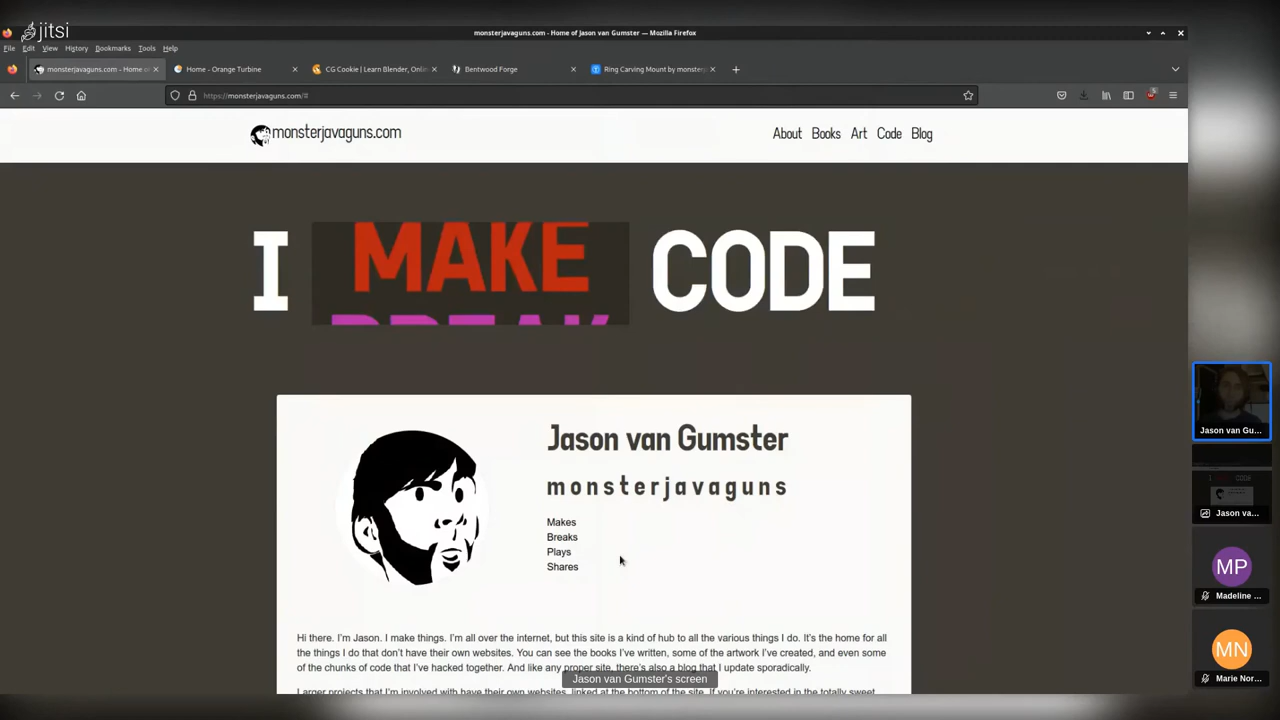 jitsi
monsterjavaguns.com - Home of Jason van Gumster — Mozilla Firefox
File Edit View History Bookmarks Tools Help
monsterjavaguns.com - Home of
Home - Orange Turbine
CG Cookie | Learn Blender, Onlin
Bentwood Forge
Ring Carving Mount by monster
https://monsterjavaguns.com/#
monsterjavaguns.com
About Books Art Code Blog
I MAKE CODE
BREAK
Jason van Gumster
monsterjavaguns
Makes
Breaks
Plays
Shares
Hi there. I'm Jason. I make things. I'm all over the internet, but this site is a kind of hub to all the various things I do. It's the home for all
the things I do that don't have their own websites. You can see the books I've written, some of the artwork I've created, and even some
of the chunks of code that I've hacked together. And like any proper site, there's also a blog that I update sporadically.
Larger projects that I'm involved with have their own websites, linked at the bottom of the site. If you're interested in the totally sweet
Jason van Gumster's screen
Jason van Gu...
I MAKE CODE
Jason va...
MP
Madeline ...
MN
Marie Nor...